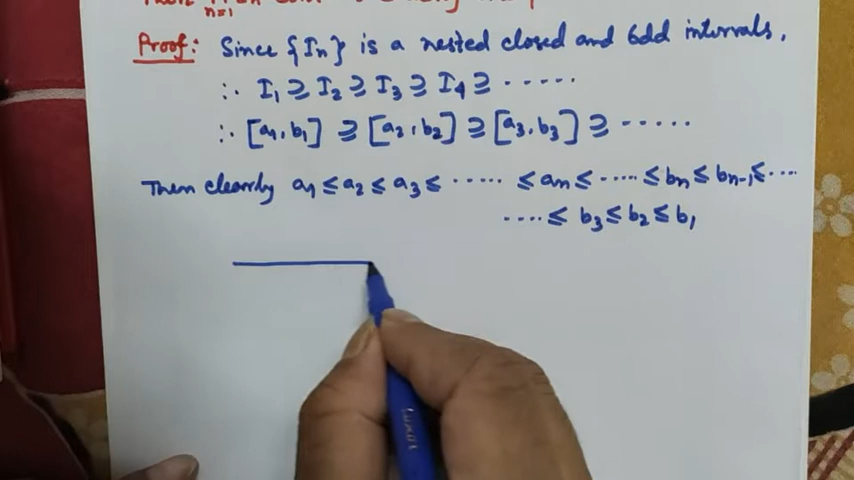 n=1
Proof: Since {In} is a nested closed and bdd intervals,
∴ I₁ ⊇ I₂ ⊇ I₃ ⊇ I₄ ⊇ ......
∴ [a₁,b₁] ⊇ [a₂,b₂] ⊇ [a₃,b₃] ⊇ ......
Then clearly a₁ ≤ a₂ ≤ a₃ ≤ ...... ≤ aₙ ≤ ..... ≤ bₙ ≤ bₙ₋₁ ≤ ....
.... ≤ b₃ ≤ b₂ ≤ b₁